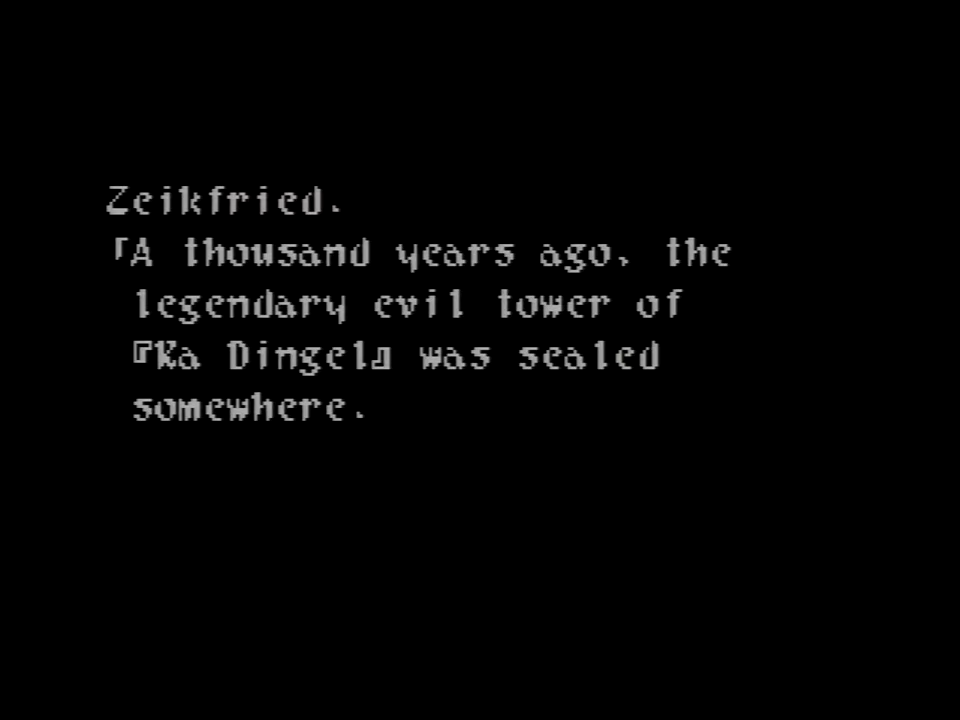 Zeikfried.
「A thousand years ago, the
legendary evil tower of
『Ka Dingel』 was sealed
somewhere.